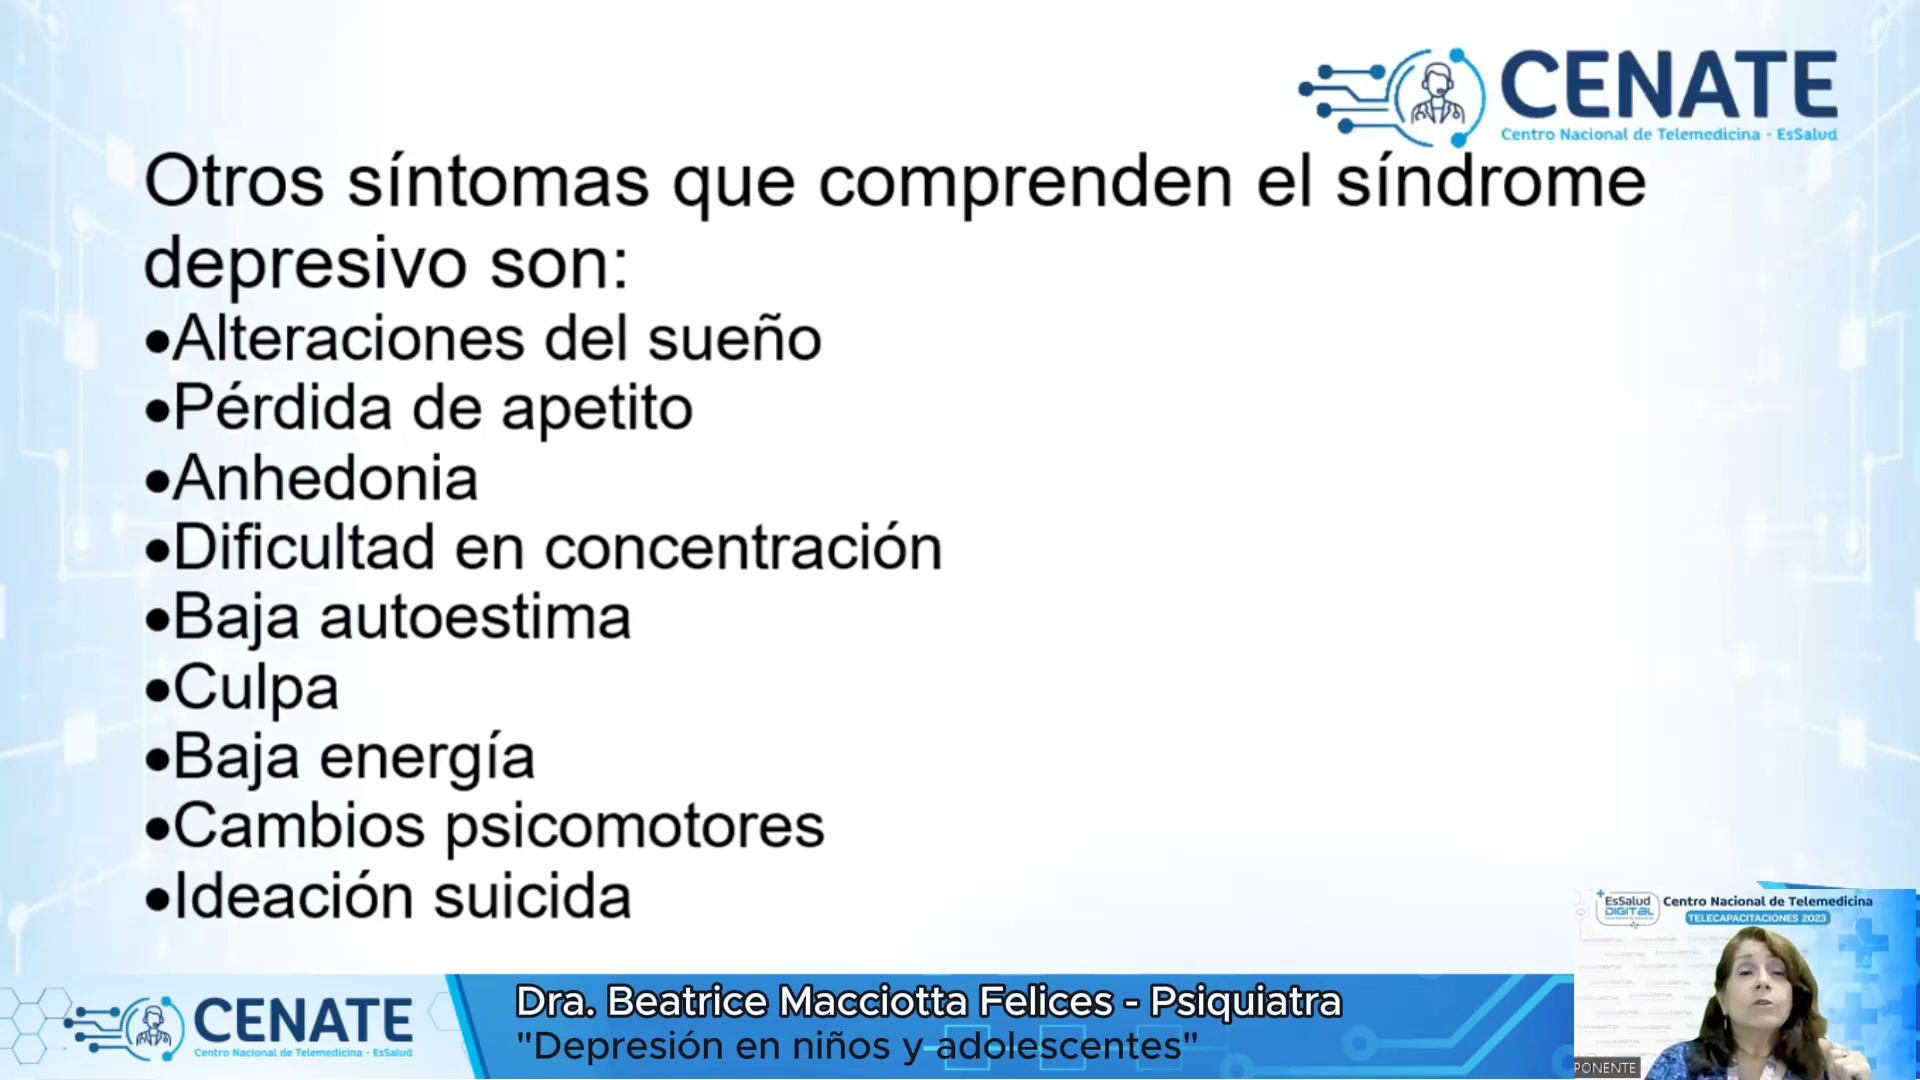 CENATE
Centro Nacional de Telemedicina - EsSalud
Otros síntomas que comprenden el síndrome
depresivo son:
•Alteraciones del sueño
•Pérdida de apetito
•Anhedonia
•Dificultad en concentración
•Baja autoestima
•Culpa
•Baja energía
•Cambios psicomotores
•Ideación suicida
EsSalud
DIGITAL
Centro Nacional de Telemedicina
TELECAPACITACIONES 2023
PONENTE
CENATE
Centro Nacional de Telemedicina - EsSalud
Dra. Beatrice Macciotta Felices - Psiquiatra
"Depresión en niños y adolescentes"